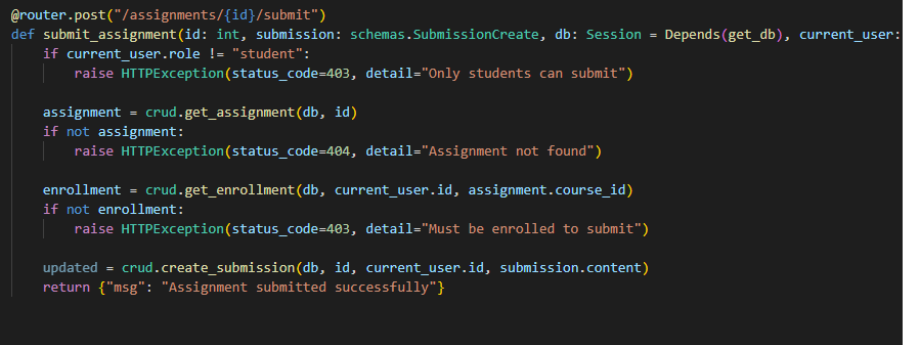 @router.post("/assignments/{id}/submit")
def submit_assignment(id: int, submission: schemas.SubmissionCreate, db: Session = Depends(get_db), current_user:
    if current_user.role != "student":
        raise HTTPException(status_code=403, detail="Only students can submit")
    assignment = crud.get_assignment(db, id)
    if not assignment:
        raise HTTPException(status_code=404, detail="Assignment not found")
    enrollment = crud.get_enrollment(db, current_user.id, assignment.course_id)
    if not enrollment:
        raise HTTPException(status_code=403, detail="Must be enrolled to submit")
    updated = crud.create_submission(db, id, current_user.id, submission.content)
    return {"msg": "Assignment submitted successfully"}